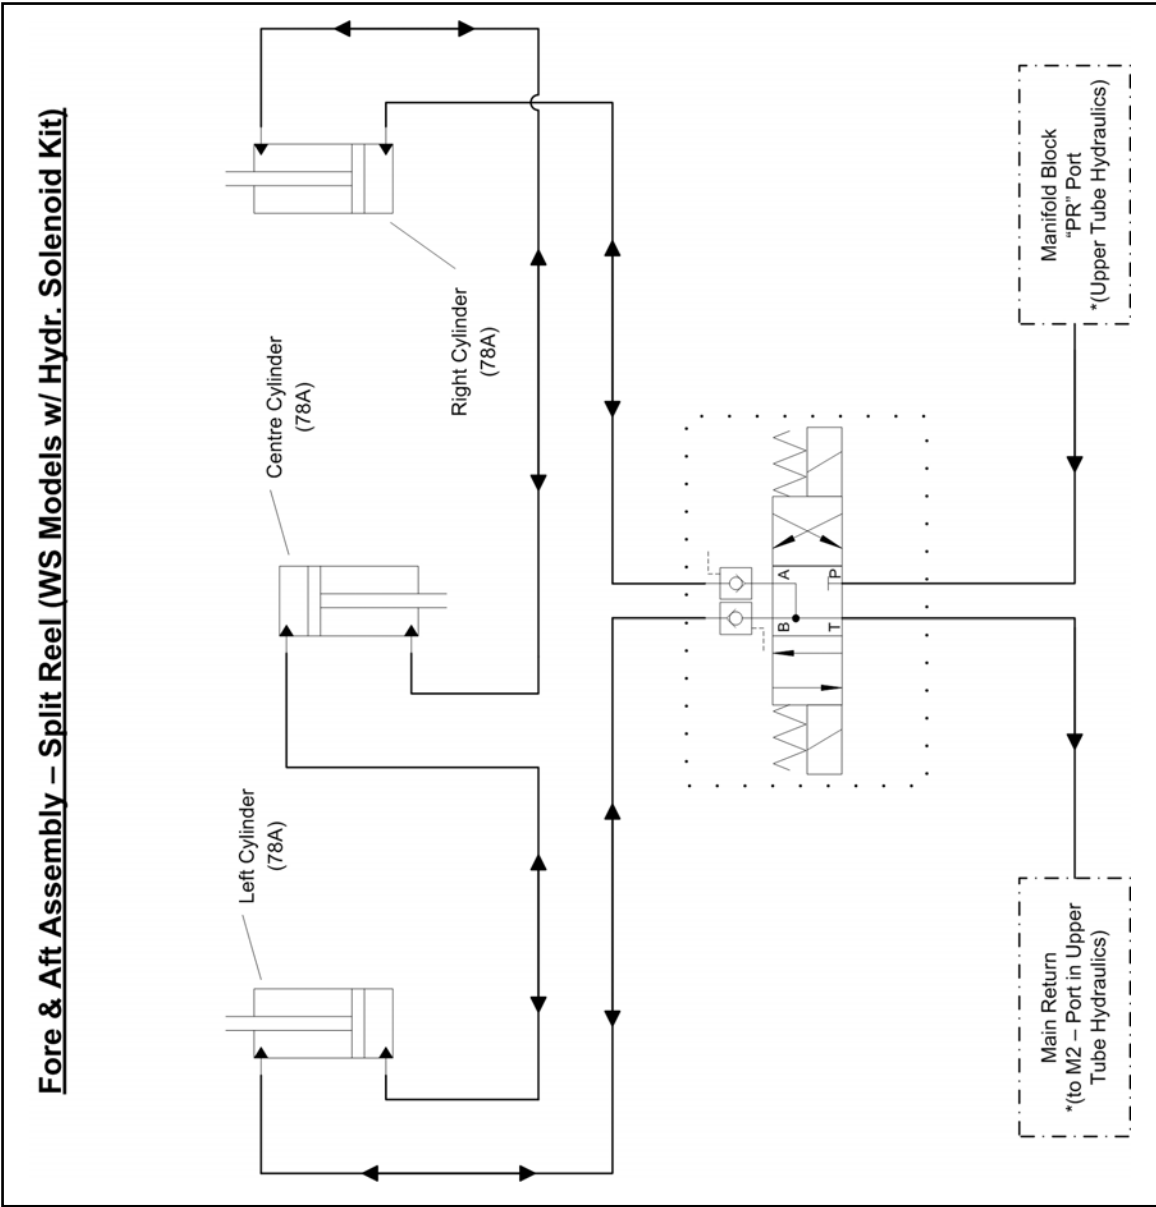 Fore & Aft Assembly – Split Reel (WS Models w/ Hydr. Solenoid Kit)
Left Cylinder
(78A)
Centre Cylinder
(78A)
Right Cylinder
(78A)
B
A
T
P
Main Return
*(to M2 – Port in Upper
Tube Hydraulics)
Manifold Block
“PR” Port
*(Upper Tube Hydraulics)